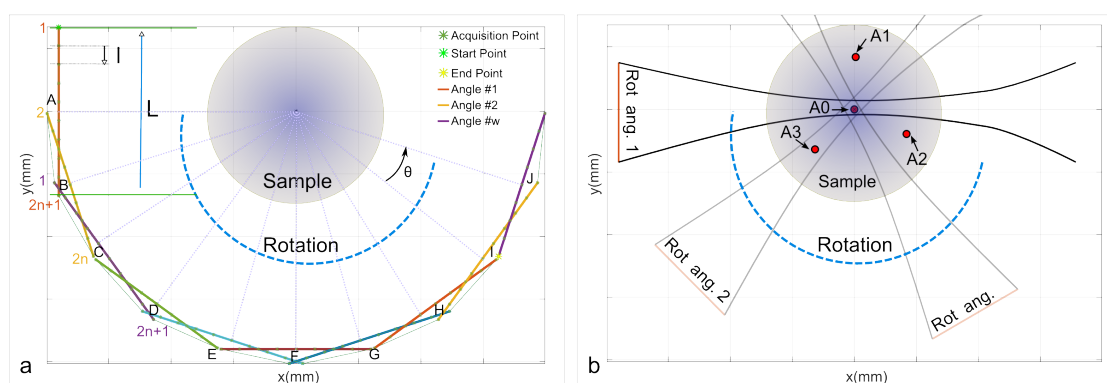 1
l
L
A
2
y(mm)
1
B
2n+1
C
2n
D
2n+1
E
F
G
H
I
J
θ
Sample
Rotation
Acquisition Point
Start Point
End Point
Angle #1
Angle #2
Angle #w
x(mm)
a
Rot ang. 1
A1
A0
A3
A2
Sample
Rotation
Rot ang. 2
Rot ang.
y(mm)
x(mm)
b